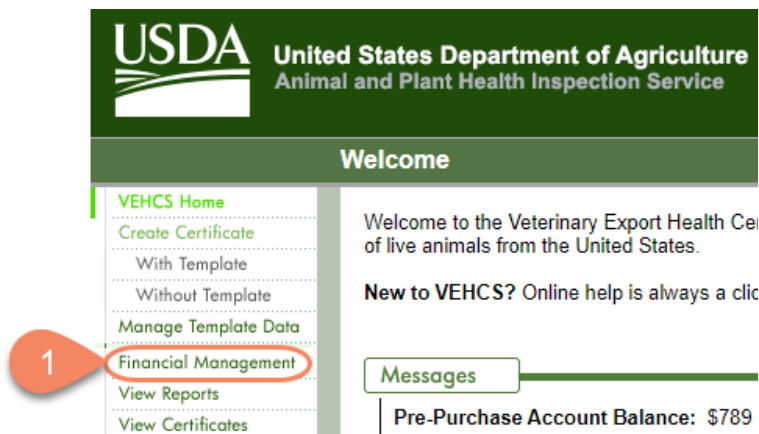 USDA
United States Department of Agriculture
Animal and Plant Health Inspection Service
Welcome
VEHCS Home
Create Certificate
With Template
Without Template
Manage Template Data
1
Financial Management
View Reports
View Certificates
Welcome to the Veterinary Export Health Cer
of live animals from the United States.
New to VEHCS? Online help is always a clic
Messages
Pre-Purchase Account Balance: $789